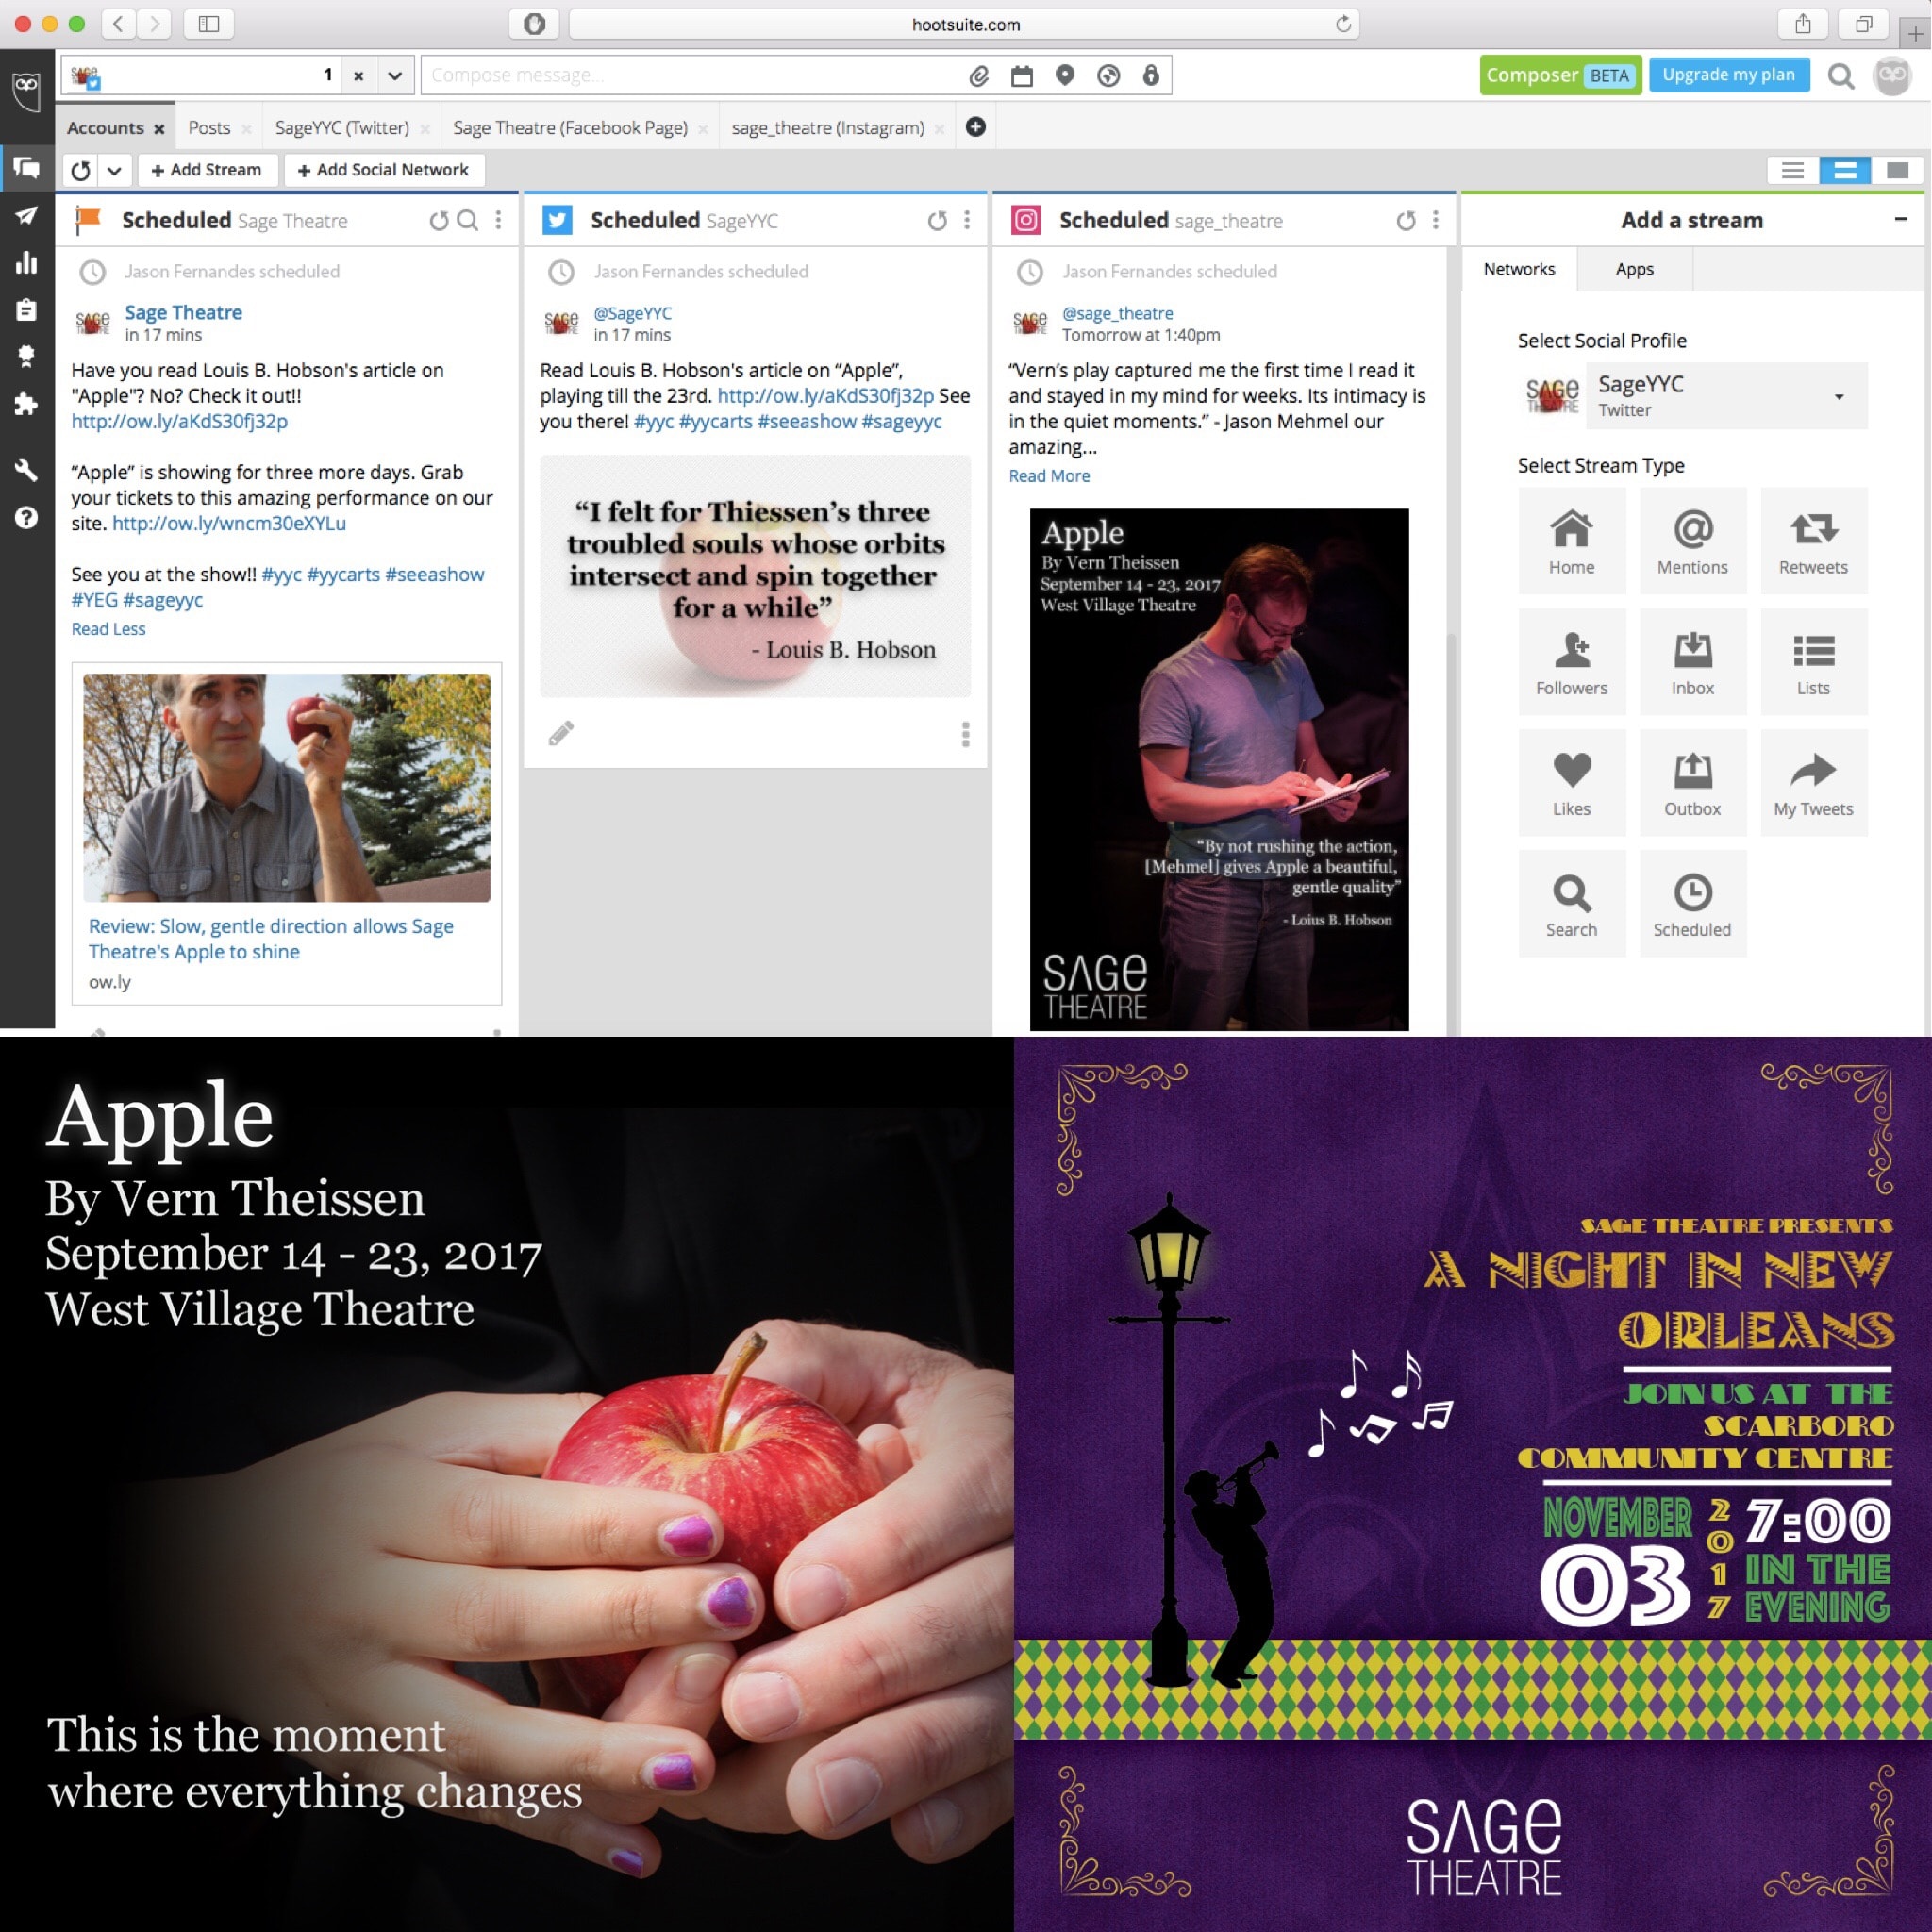 hootsuite.com
1
Compose message...
Composer BETA
Upgrade my plan
Accounts
Posts
SageYYC (Twitter)
Sage Theatre (Facebook Page)
sage_theatre (Instagram)
+ Add Stream
+ Add Social Network
Scheduled Sage Theatre
Jason Fernandes scheduled
SAGE
THEATRE
Sage Theatre
in 17 mins
Have you read Louis B. Hobson's article on
"Apple"? No? Check it out!!
http://ow.ly/aKdS30fj32p
“Apple” is showing for three more days. Grab
your tickets to this amazing performance on our
site. http://ow.ly/wncm30eXYLu
See you at the show!! #yyc #yycarts #seeashow
#YEG #sageyyc
Read Less
Review: Slow, gentle direction allows Sage
Theatre's Apple to shine
ow.ly
Scheduled SageYYC
Jason Fernandes scheduled
SAGE
THEATRE
@SageYYC
in 17 mins
Read Louis B. Hobson's article on “Apple”,
playing till the 23rd. http://ow.ly/aKdS30fj32p See
you there! #yyc #yycarts #seeashow #sageyyc
“I felt for Thiessen’s three
troubled souls whose orbits
intersect and spin together
for a while”
- Louis B. Hobson
Scheduled sage_theatre
Jason Fernandes scheduled
SAGE
THEATRE
@sage_theatre
Tomorrow at 1:40pm
“Vern’s play captured me the first time I read it
and stayed in my mind for weeks. Its intimacy is
in the quiet moments.” - Jason Mehmel our
amazing...
Read More
Apple
By Vern Theissen
September 14 - 23, 2017
West Village Theatre
“By not rushing the action,
[Mehmel] gives Apple a beautiful,
gentle quality”
- Loius B. Hobson
SAGE
THEATRE
Add a stream
Networks
Apps
Select Social Profile
SAGE
THEATRE
SageYYC
Twitter
Select Stream Type
Home
Mentions
Retweets
Followers
Inbox
Lists
Likes
Outbox
My Tweets
Search
Scheduled
Apple
By Vern Theissen
September 14 - 23, 2017
West Village Theatre
This is the moment
where everything changes
SAGE THEATRE PRESENTS
A NIGHT IN NEW
ORLEANS
JOIN US AT THE
SCARBORO
COMMUNITY CENTRE
NOVEMBER
03
2017
7:00
IN THE
EVENING
SAGE
THEATRE